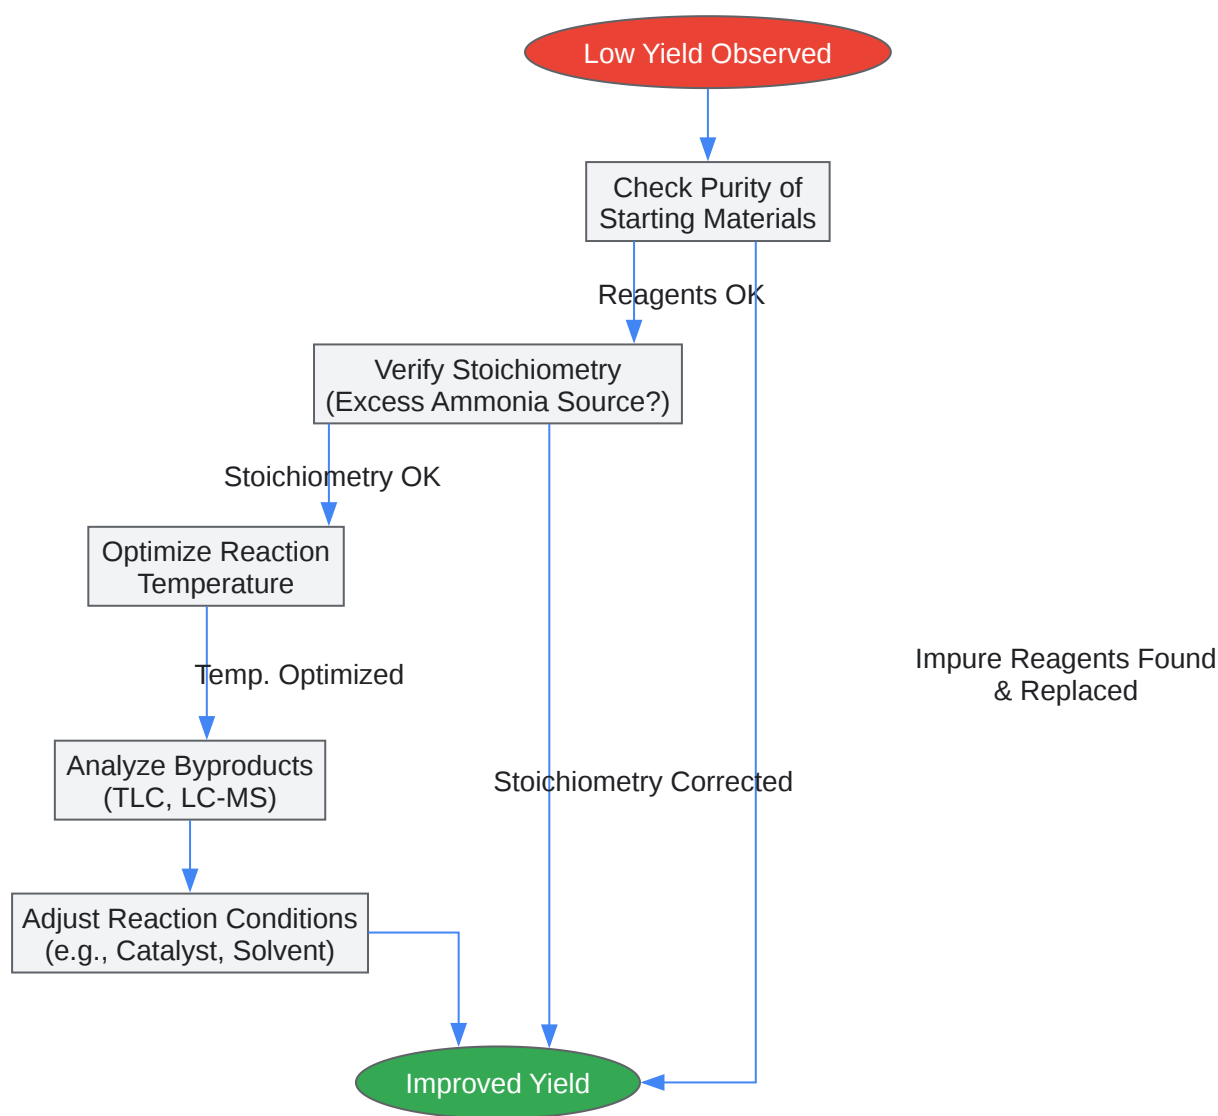 Low Yield Observed
Check Purity of
Starting Materials
Reagents OK
Verify Stoichiometry
(Excess Ammonia Source?)
Stoichiometry OK
Optimize Reaction
Temperature
Impure Reagents Found
& Replaced
Temp. Optimized
Analyze Byproducts
(TLC, LC-MS)
Stoichiometry Corrected
Adjust Reaction Conditions
(e.g., Catalyst, Solvent)
Improved Yield